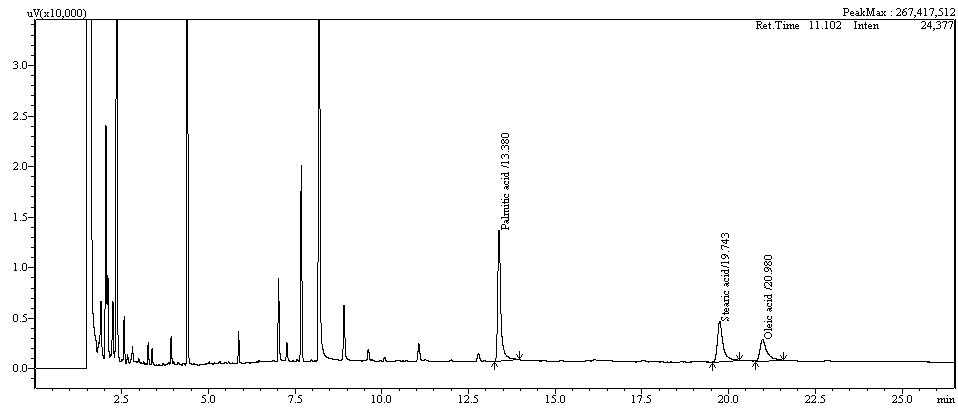 uV(x10,000)
PeakMax : 267,417,512
Ret.Time 11.102 Inten 24,377
3.0
2.5
2.0
1.5
1.0
0.5
0.0
Palmitic acid /13.380
Stearic acid/19.743
Oleic acid /20.980
2.5 5.0 7.5 10.0 12.5 15.0 17.5 20.0 22.5 25.0 min